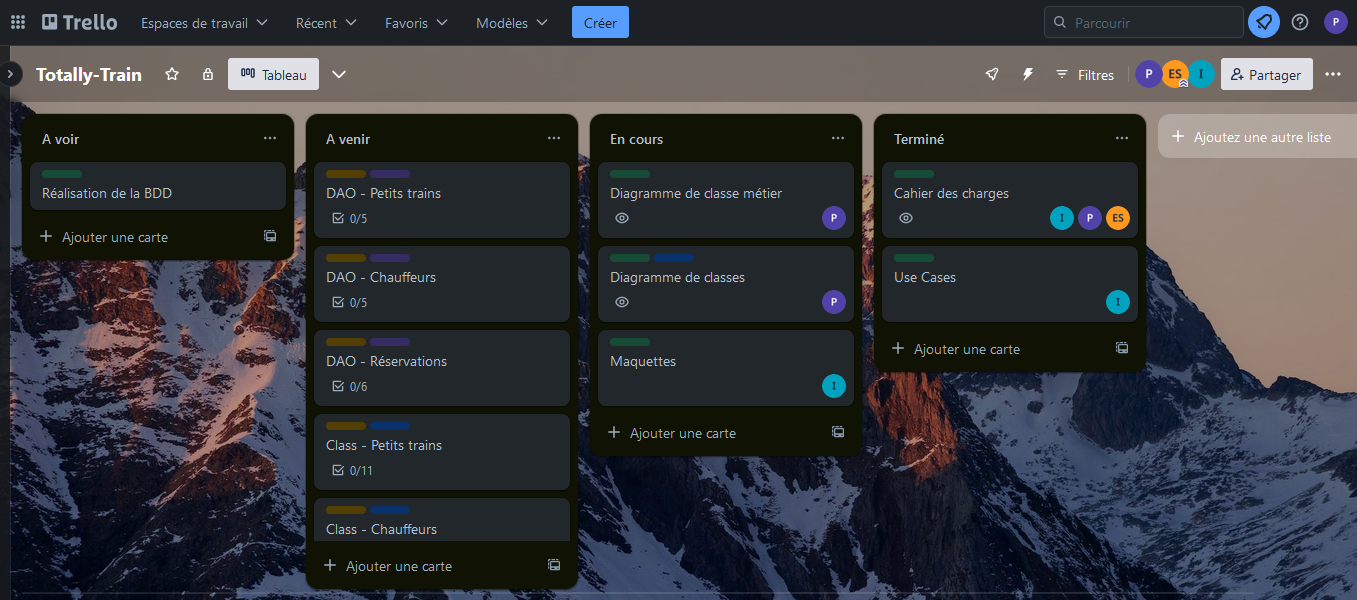 Trello
Espaces de travail
Récent
Favoris
Modèles
Créer
Parcourir
P
Totally-Train
Tableau
Filtres
P
ES
I
Partager
A voir
Réalisation de la BDD
Ajouter une carte
A venir
DAO - Petits trains
0/5
DAO - Chauffeurs
0/5
DAO - Réservations
0/6
Class - Petits trains
0/11
Class - Chauffeurs
Ajouter une carte
En cours
Diagramme de classe métier
P
Diagramme de classes
P
Maquettes
I
Ajouter une carte
Terminé
Cahier des charges
I P ES
Use Cases
I
Ajouter une carte
Ajoutez une autre liste